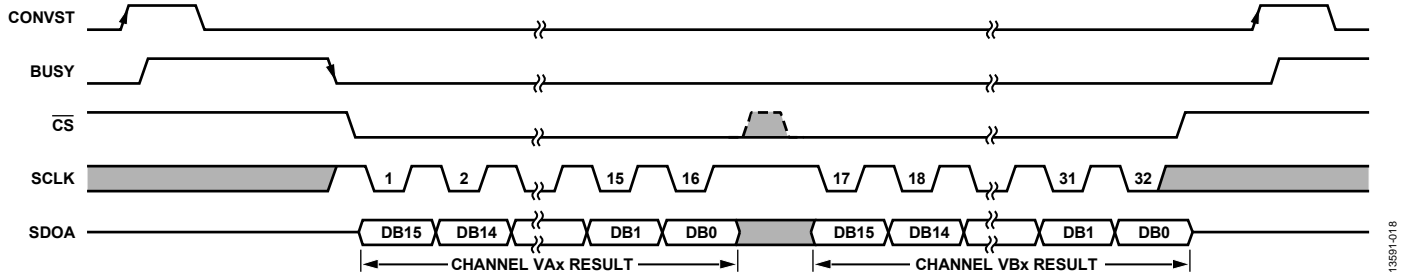 CONVST
BUSY
CS
SCLK 1 2 15 16 17 18 31 32
SDOA DB15 DB14 DB1 DB0 DB15 DB14 DB1 DB0
CHANNEL VAx RESULT CHANNEL VBx RESULT
13591-018